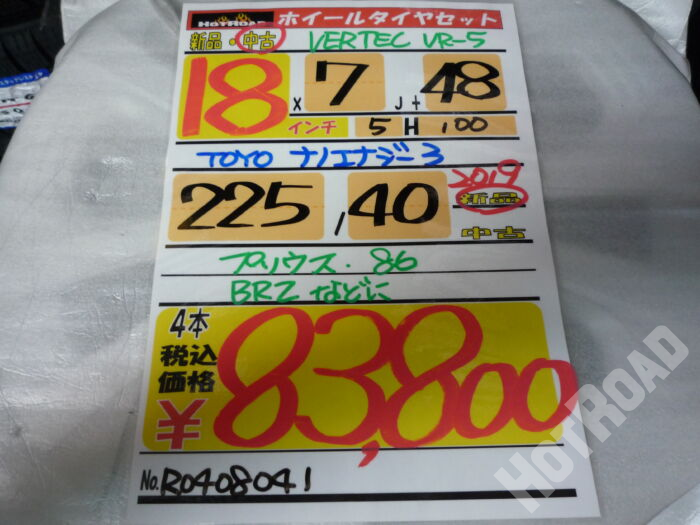 HOTROAD ホイールタイヤセット
新品・中古 VERTEC VR-5
18 x 7 J + 48
インチ 5 H 100
TOYO ナノエナジー3
225 / 40 2019 新品
中古
プリウス・86
BRZ などに
4本
税込
価格
¥83,800
No. R0408041
HOTROAD